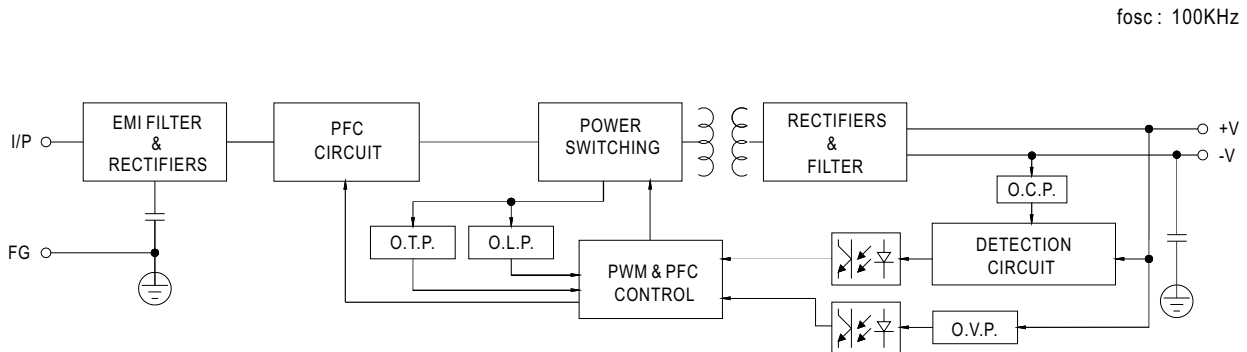 fosc : 100KHz
I/P
EMI FILTER
&
RECTIFIERS
PFC
CIRCUIT
POWER
SWITCHING
RECTIFIERS
&
FILTER
+V
-V
O.C.P.
FG
O.T.P.
O.L.P.
PWM & PFC
CONTROL
DETECTION
CIRCUIT
O.V.P.